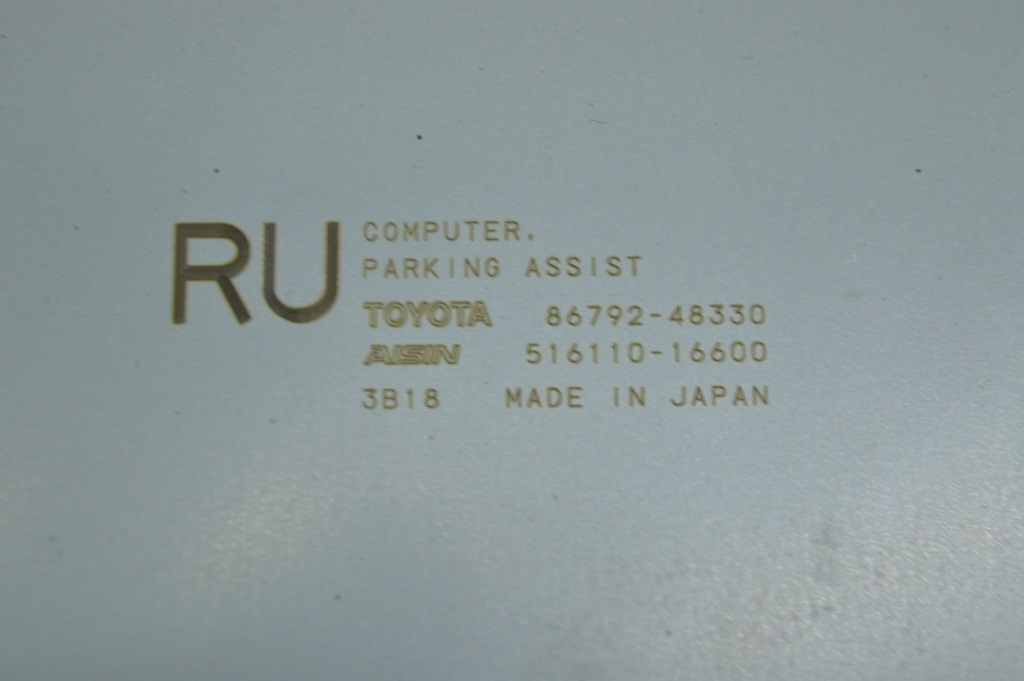 RU
COMPUTER.
PARKING ASSIST
TOYOTA 86792-48330
AISIN 516110-16600
3B18 MADE IN JAPAN